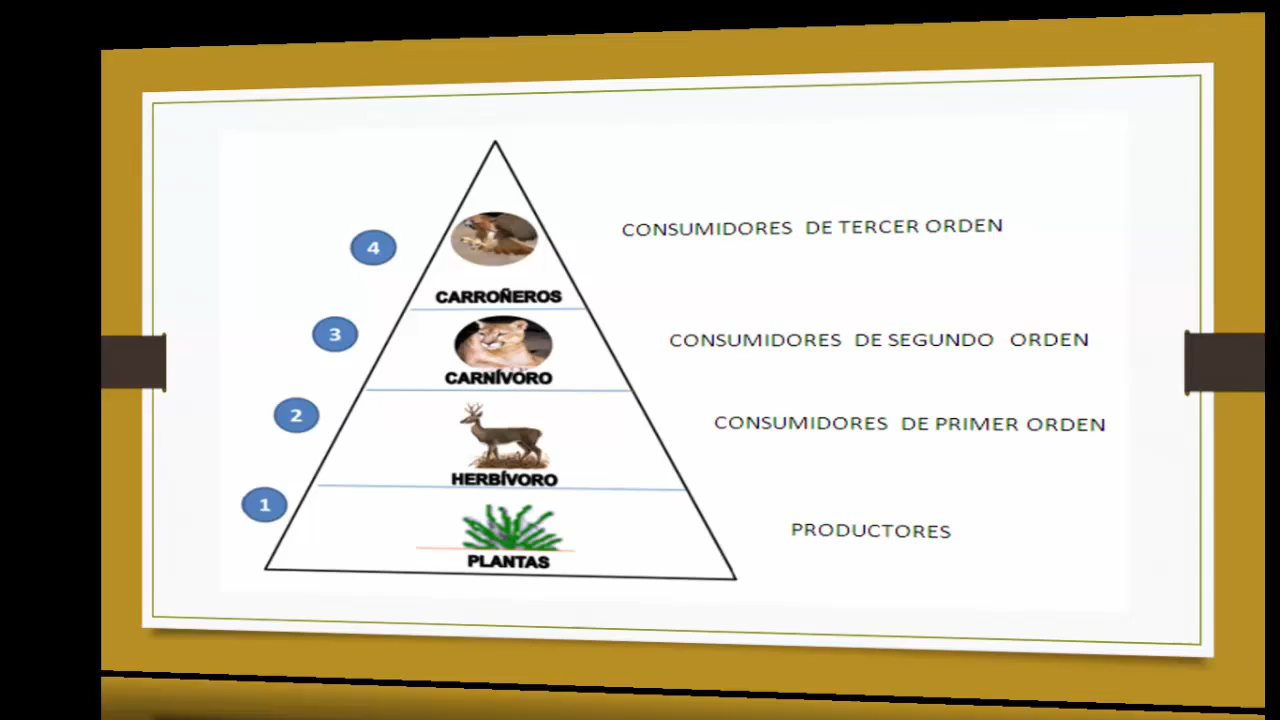 CONSUMIDORES DE TERCER ORDEN
4
CARROÑEROS
3
CONSUMIDORES DE SEGUNDO ORDEN
CARNÍVORO
2
CONSUMIDORES DE PRIMER ORDEN
HERBÍVORO
1
PRODUCTORES
PLANTAS